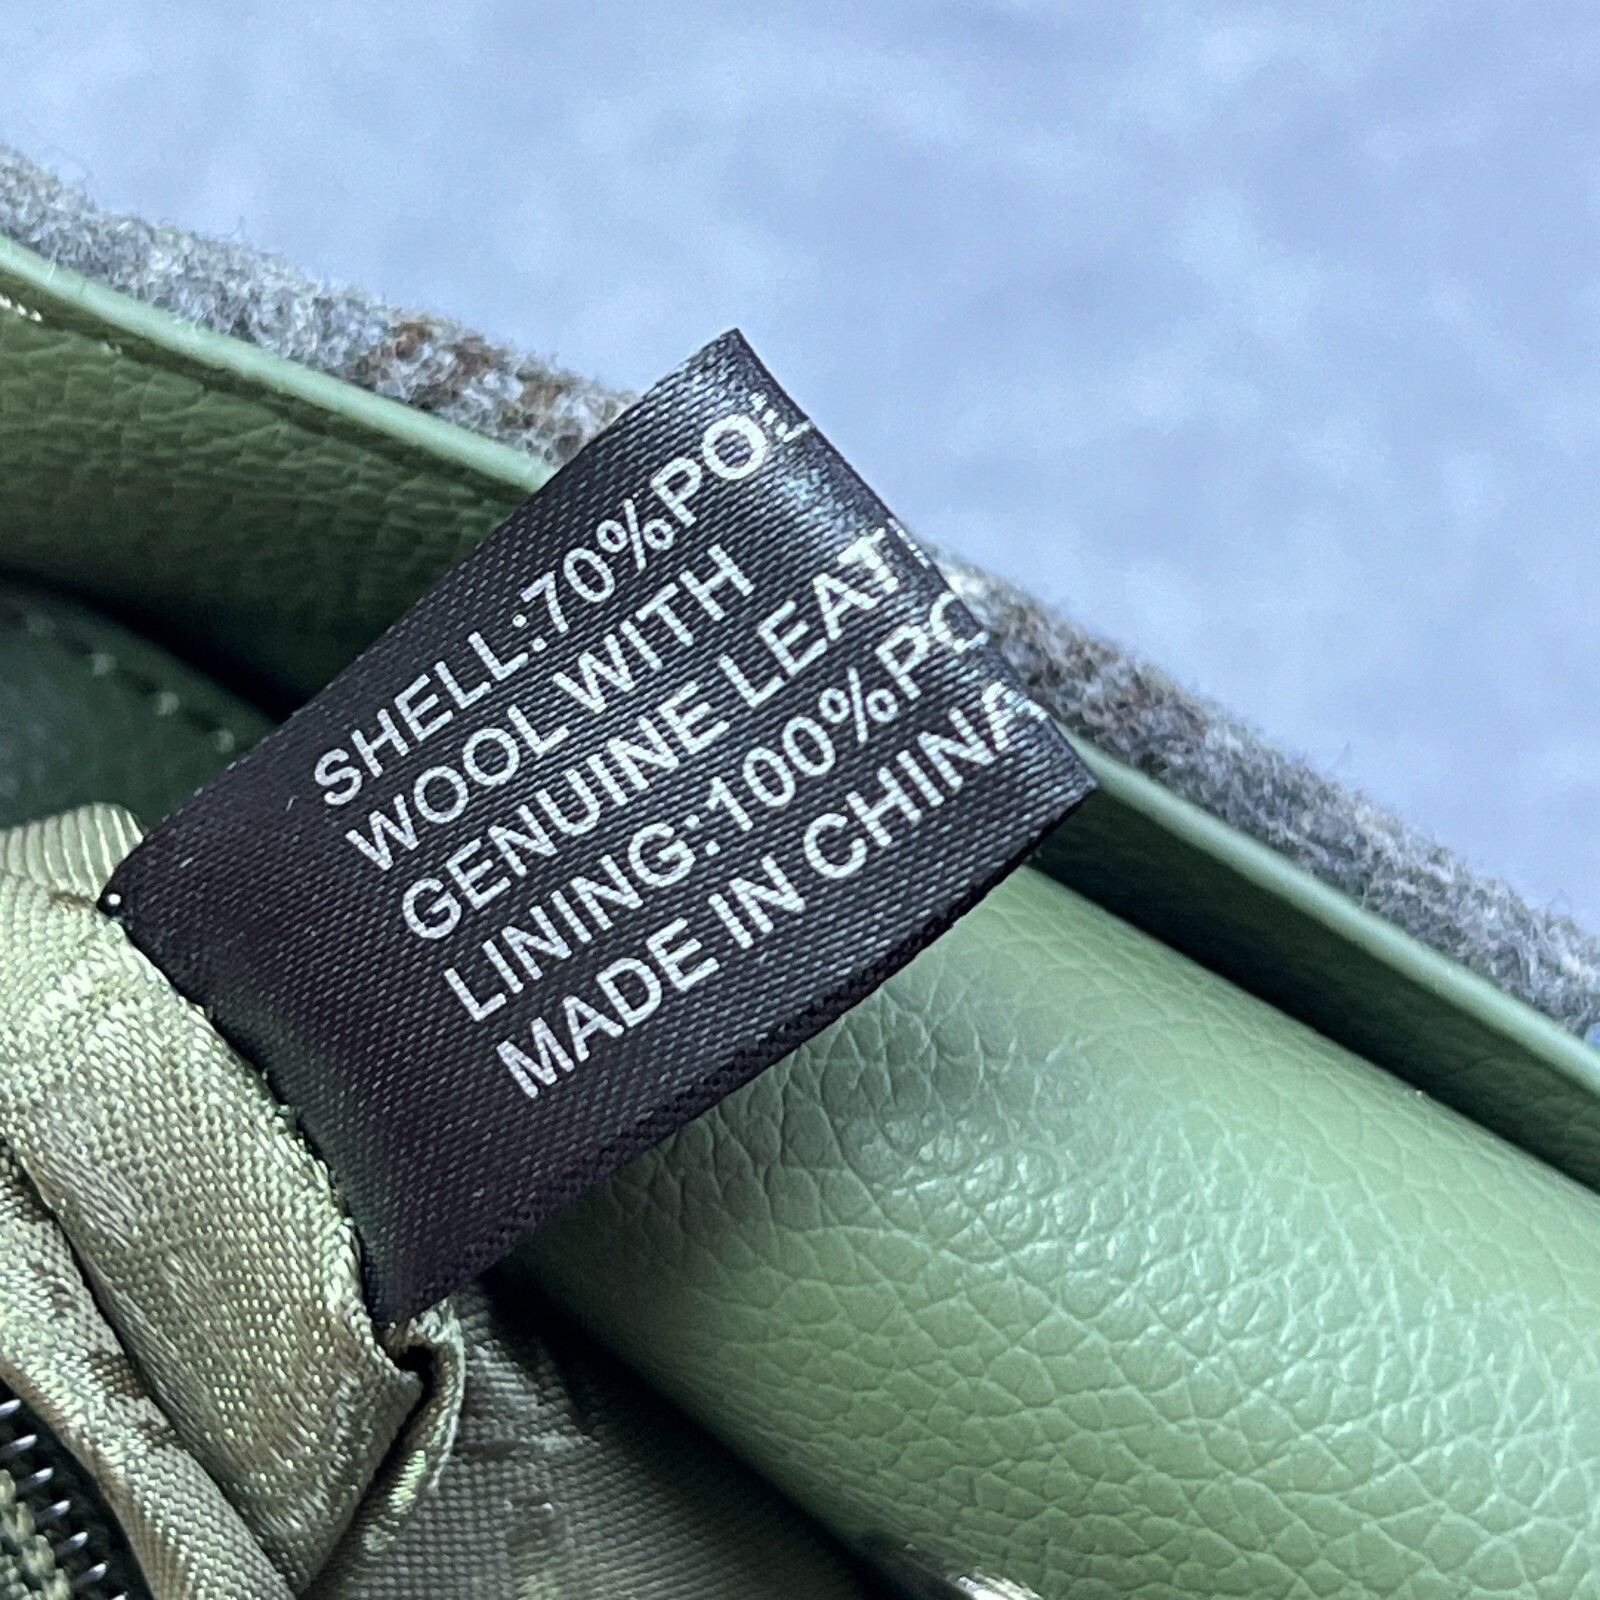 SHELL:70%PO
WOOL WITH
GENUINE LEAT
LINING:100%PO
MADE IN CHINA